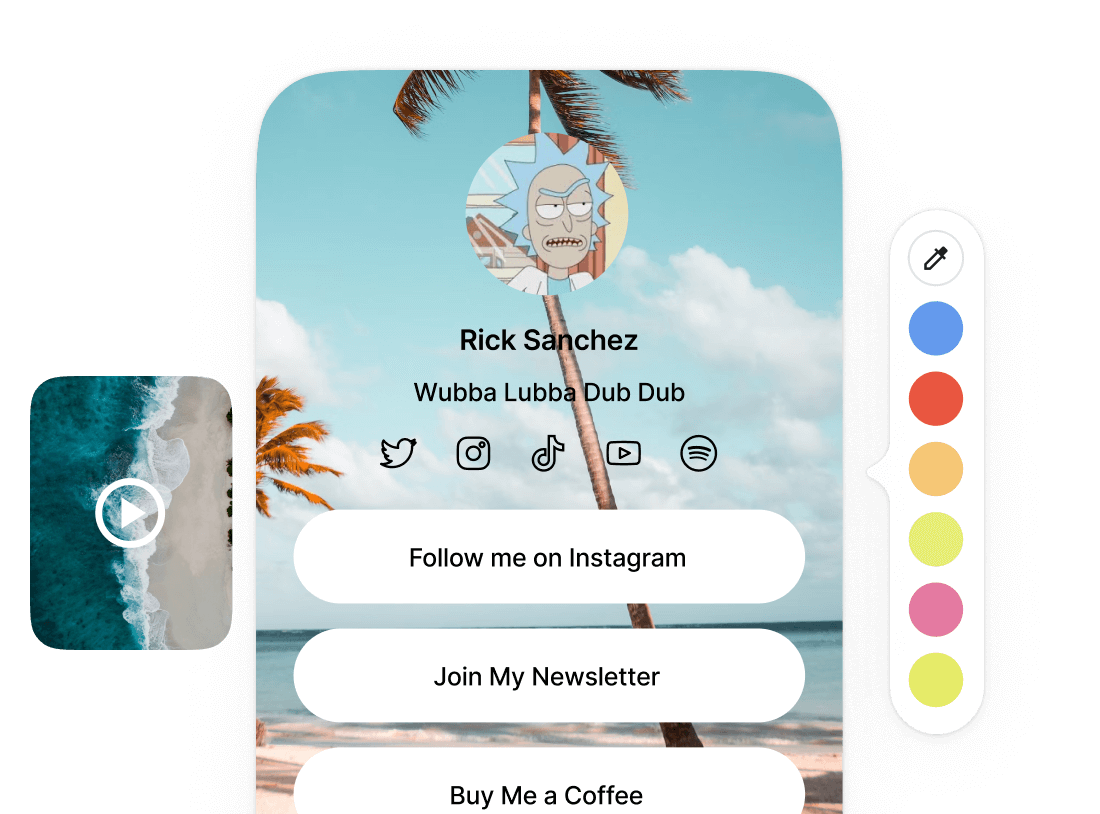 Rick Sanchez
Wubba Lubba Dub Dub
Follow me on Instagram
Join My Newsletter
Buy Me a Coffee